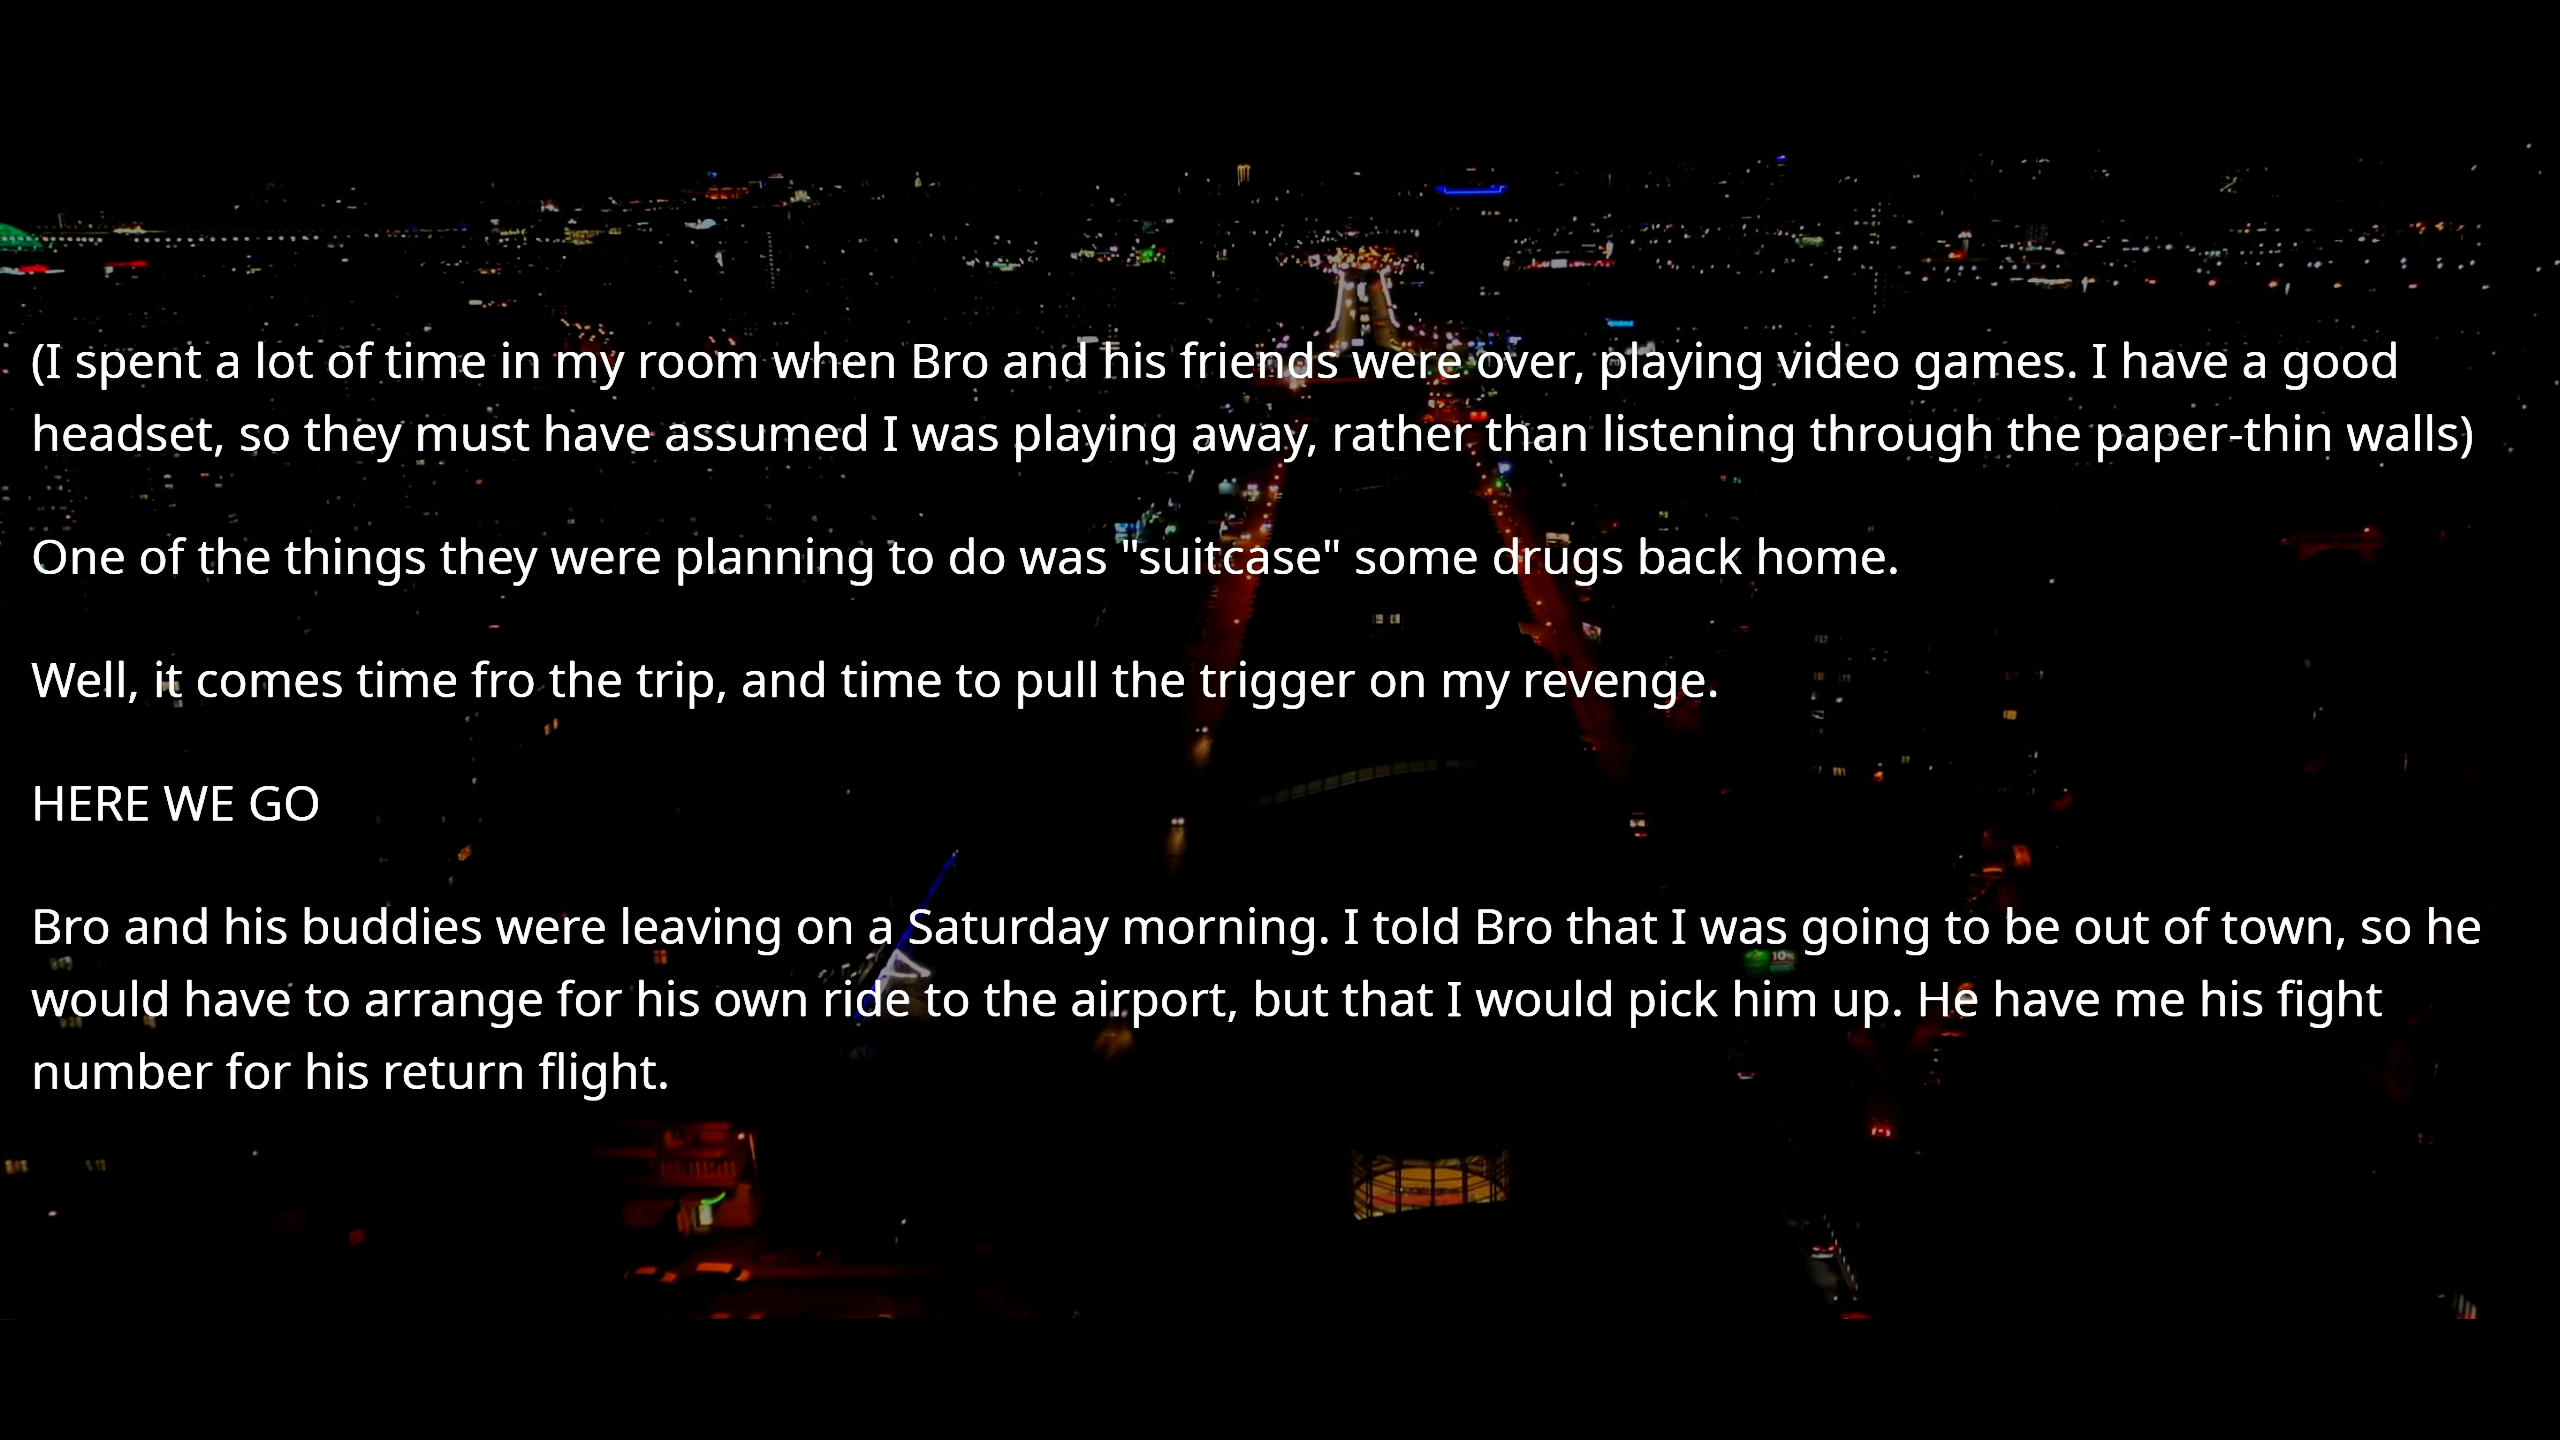 (I spent a lot of time in my room when Bro and his friends were over, playing video games. I have a good
headset, so they must have assumed I was playing away, rather than listening through the paper-thin walls)
One of the things they were planning to do was "suitcase" some drugs back home.
Well, it comes time fro the trip, and time to pull the trigger on my revenge.
HERE WE GO
Bro and his buddies were leaving on a Saturday morning. I told Bro that I was going to be out of town, so he
would have to arrange for his own ride to the airport, but that I would pick him up. He have me his fight
number for his return flight.